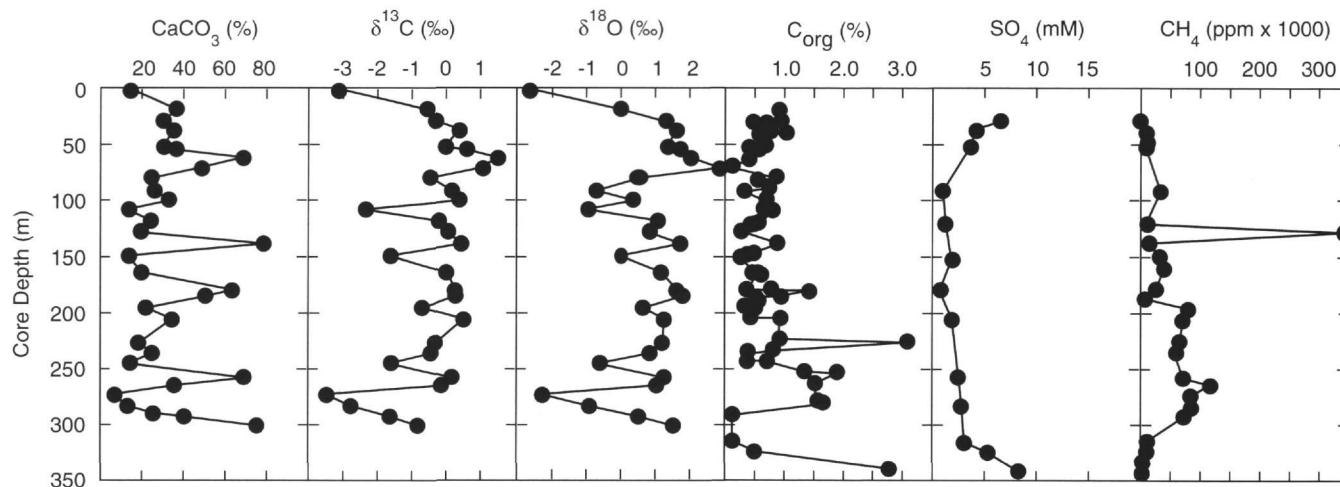 CaCO3 (%) δ13C (‰) δ18O (‰) Corg (%) SO4 (mM) CH4 (ppm x 1000)
20 40 60 80 -3 -2 -1 0 1 -2 -1 0 1 2 1.0 2.0 3.0 5 10 15 100 200 300
0
50
100
150
200
250
300
350
Core Depth (m)